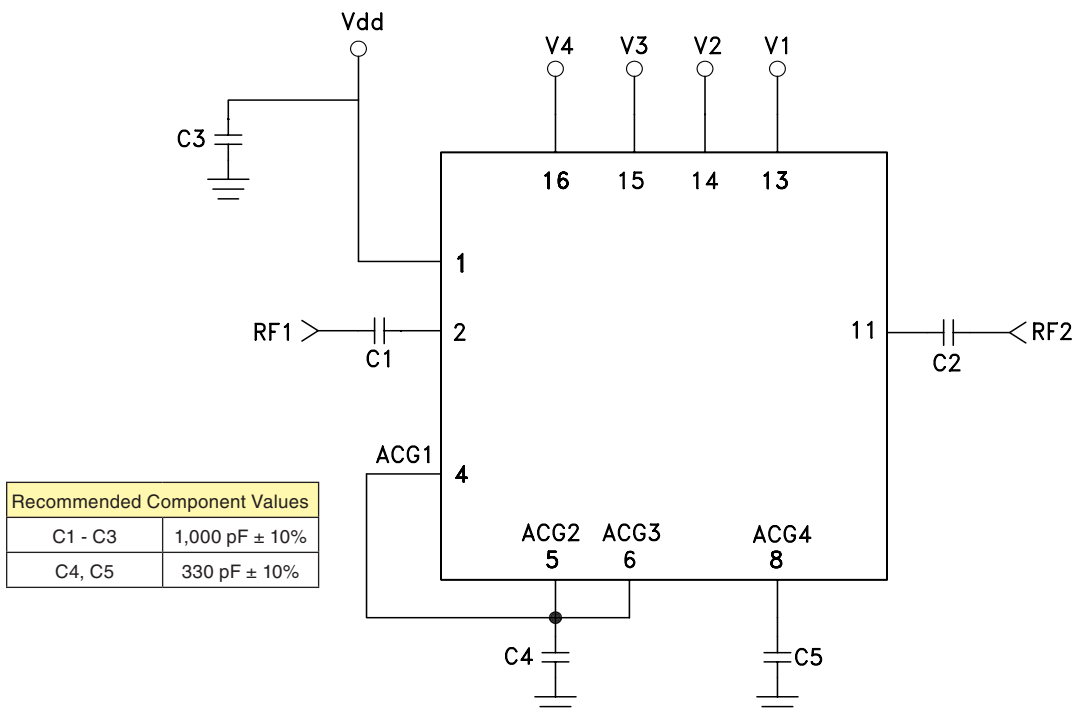 Vdd
V4 V3 V2 V1
C3
16 15 14 13
1
RF1 C1 2
11 C2 RF2
ACG1 4
Recommended Component Values
C1 - C3 1,000 pF ± 10%
C4, C5 330 pF ± 10%
ACG2 ACG3 ACG4
5 6 8
C4 C5